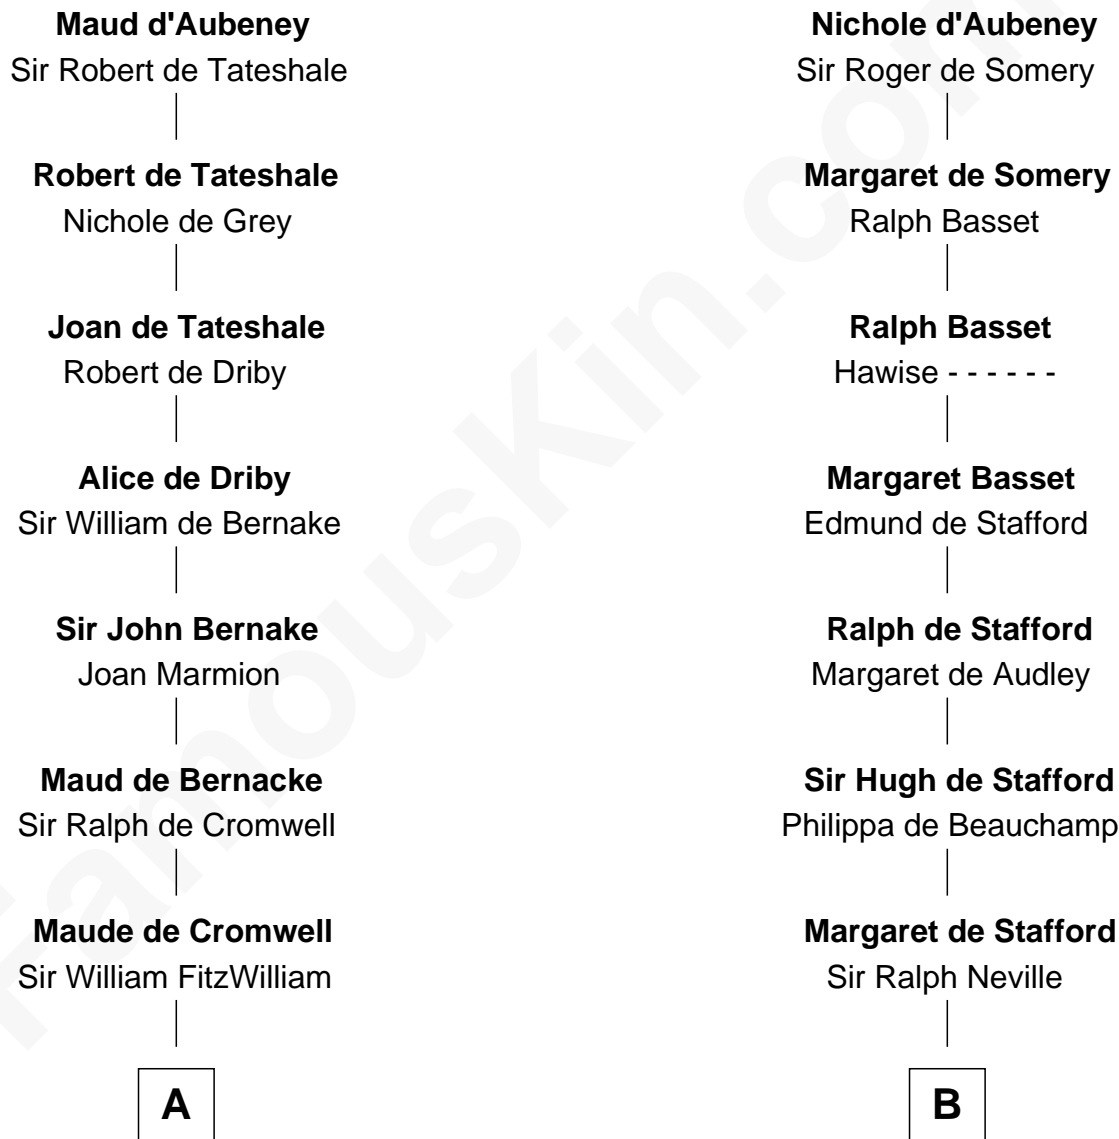 Maud d'Aubeney
Sir Robert de Tateshale
Robert de Tateshale
Nichole de Grey
Joan de Tateshale
Robert de Driby
Alice de Driby
Sir William de Bernake
Sir John Bernake
Joan Marmion
Maud de Bernacke
Sir Ralph de Cromwell
Maude de Cromwell
Sir William FitzWilliam
A
Nichole d'Aubeney
Sir Roger de Somery
Margaret de Somery
Ralph Basset
Ralph Basset
Hawise - - - - - -
Margaret Basset
Edmund de Stafford
Ralph de Stafford
Margaret de Audley
Sir Hugh de Stafford
Philippa de Beauchamp
Margaret de Stafford
Sir Ralph Neville
B
FamousKin.com